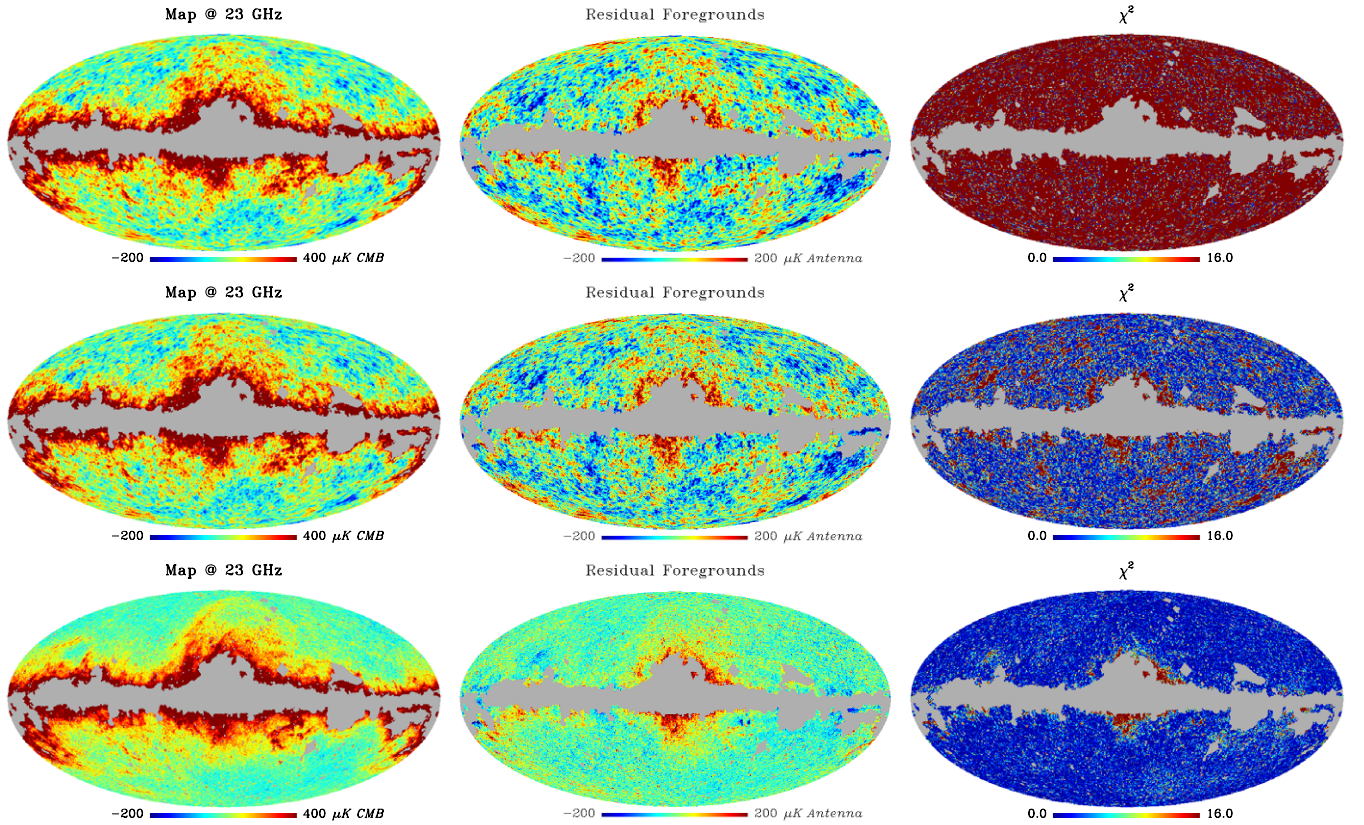 Map @ 23 GHz
Residual Foregrounds
χ²
−200 400 μK CMB
−200 200 μK Antenna
0.0 16.0
Map @ 23 GHz
Residual Foregrounds
χ²
−200 400 μK CMB
−200 200 μK Antenna
0.0 16.0
Map @ 23 GHz
Residual Foregrounds
χ²
−200 400 μK CMB
−200 200 μK Antenna
0.0 16.0